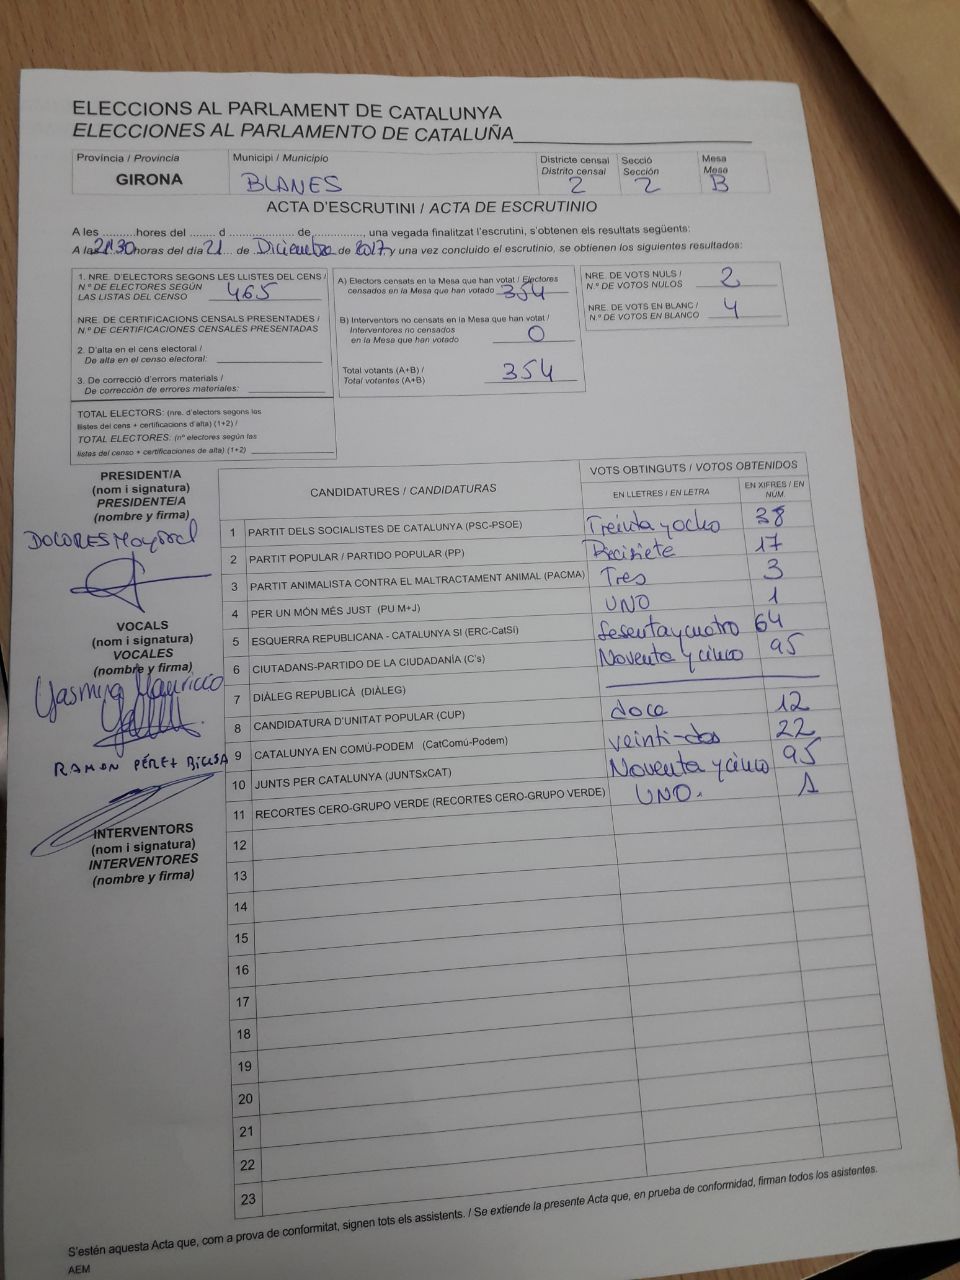 ELECCIONS AL PARLAMENT DE CATALUNYA
ELECCIONES AL PARLAMENTO DE CATALUÑA
Província / Provincia
GIRONA
Municipi / Municipio
BLANES
Districte censal
Distrito censal
2
Secció
Sección
2
Mesa
Mesa
B
ACTA D'ESCRUTINI / ACTA DE ESCRUTINIO
A les ..........hores del ........ d ..................... de..............., una vegada finalitzat l'escrutini, s'obtenen els resultats següents:
A las 21:30 horas del día 21 ... de Diciembre de 2017 y una vez concluido el escrutinio, se obtienen los siguientes resultados:
1. NRE. D'ELECTORS SEGONS LES LLISTES DEL CENS /
N.º DE ELECTORES SEGÚN
LAS LISTAS DEL CENSO 465
NRE. DE CERTIFICACIONS CENSALS PRESENTADES /
N.º DE CERTIFICACIONES CENSALES PRESENTADAS
2. D'alta en el cens electoral /
De alta en el censo electoral:
3. De correcció d'errors materials /
De corrección de errores materiales:
TOTAL ELECTORS: (nre. d'electors segons les
llistes del cens + certificacions d'alta) (1+2) /
TOTAL ELECTORES: (nº electores según las
listas del censo + certificaciones de alta) (1+2)
A) Electors censats en la Mesa que han votat / Electores
censados en la Mesa que han votado 354
B) Interventors no censats en la Mesa que han votat /
Interventores no censados
en la Mesa que han votado 0
Total votants (A+B) /
Total votantes (A+B) 354
NRE. DE VOTS NULS /
N.º DE VOTOS NULOS 2
NRE. DE VOTS EN BLANC /
N.º DE VOTOS EN BLANCO 4
PRESIDENT/A
(nom i signatura)
PRESIDENTE/A
(nombre y firma)
DOLORES Mayoral
VOCALS
(nom i signatura)
VOCALES
(nombre y firma)
Yasmina Mauricco
RAMON PÉREZ
INTERVENTORS
(nom i signatura)
INTERVENTORES
(nombre y firma)
CANDIDATURES / CANDIDATURAS
VOTS OBTINGUTS / VOTOS OBTENIDOS
EN LLETRES / EN LETRA
EN XIFRES / EN NÚM.
1 PARTIT DELS SOCIALISTES DE CATALUNYA (PSC-PSOE) Treinta y ocho 38
2 PARTIT POPULAR / PARTIDO POPULAR (PP) Decisiete 17
3 PARTIT ANIMALISTA CONTRA EL MALTRACTAMENT ANIMAL (PACMA) Tres 3
4 PER UN MÓN MÉS JUST (PU M+J) UNO 1
5 ESQUERRA REPUBLICANA - CATALUNYA SI (ERC-CatSí) Sesenta y cuatro 64
6 CIUTADANS-PARTIDO DE LA CIUDADANÍA (C's) Noventa y cinco 95
7 DIÀLEG REPUBLICÀ (DIÀLEG)
8 CANDIDATURA D'UNITAT POPULAR (CUP) doce 12
9 CATALUNYA EN COMÚ-PODEM (CatComú-Podem) veinti-dos 22
10 JUNTS PER CATALUNYA (JUNTSxCAT) Noventa y cinco 95
11 RECORTES CERO-GRUPO VERDE (RECORTES CERO-GRUPO VERDE) UNO. 1
12
13
14
15
16
17
18
19
20
21
22
23
S'estén aquesta Acta que, com a prova de conformitat, signen tots els assistents. / Se extiende la presente Acta que, en prueba de conformidad, firman todos los asistentes.
AEM